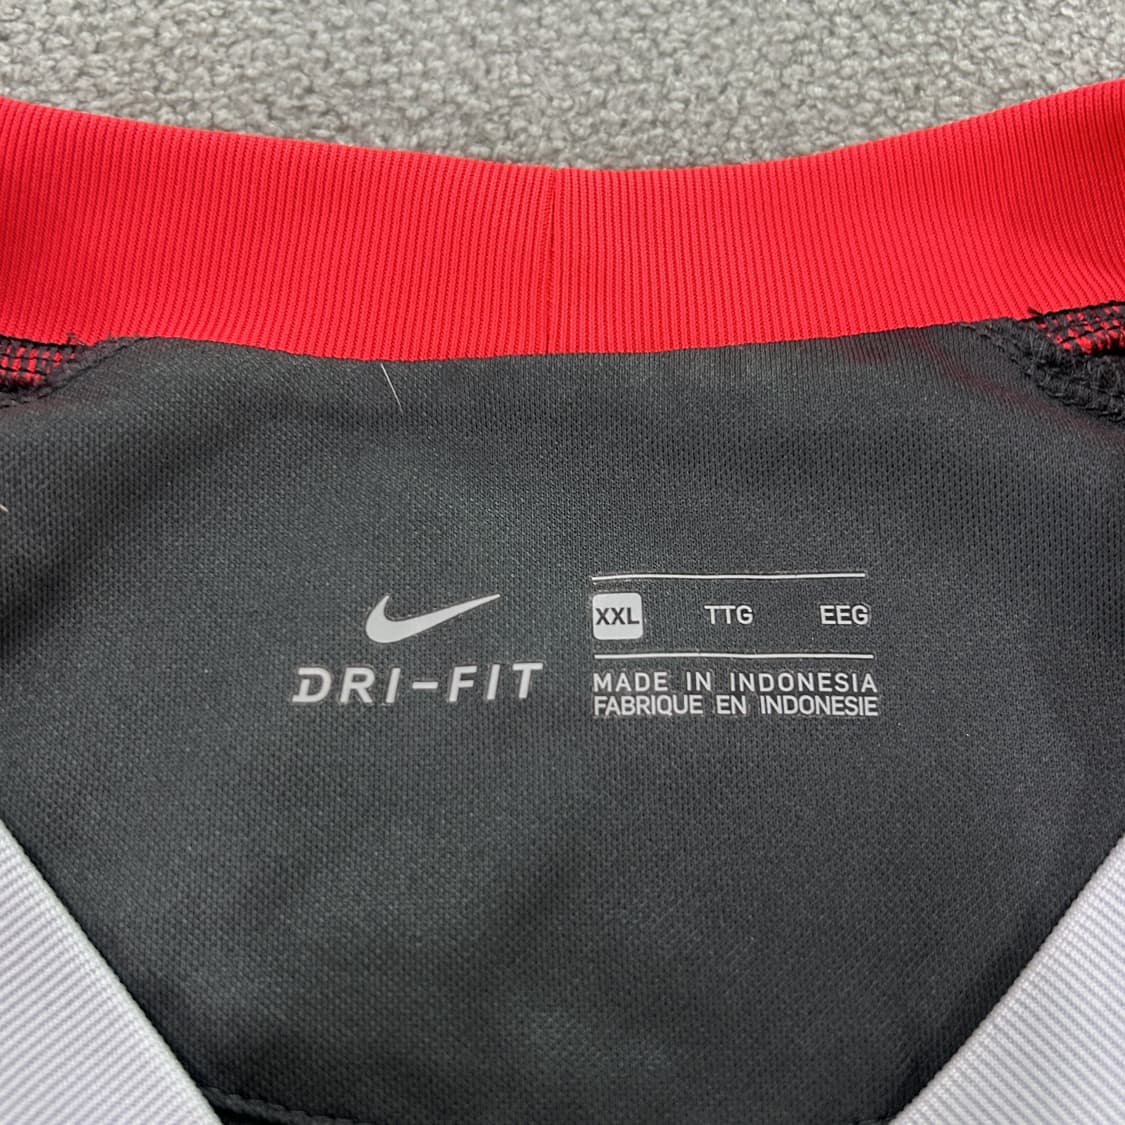 DRI-FIT
XXL TTG EEG
MADE IN INDONESIA
FABRIQUE EN INDONESIE